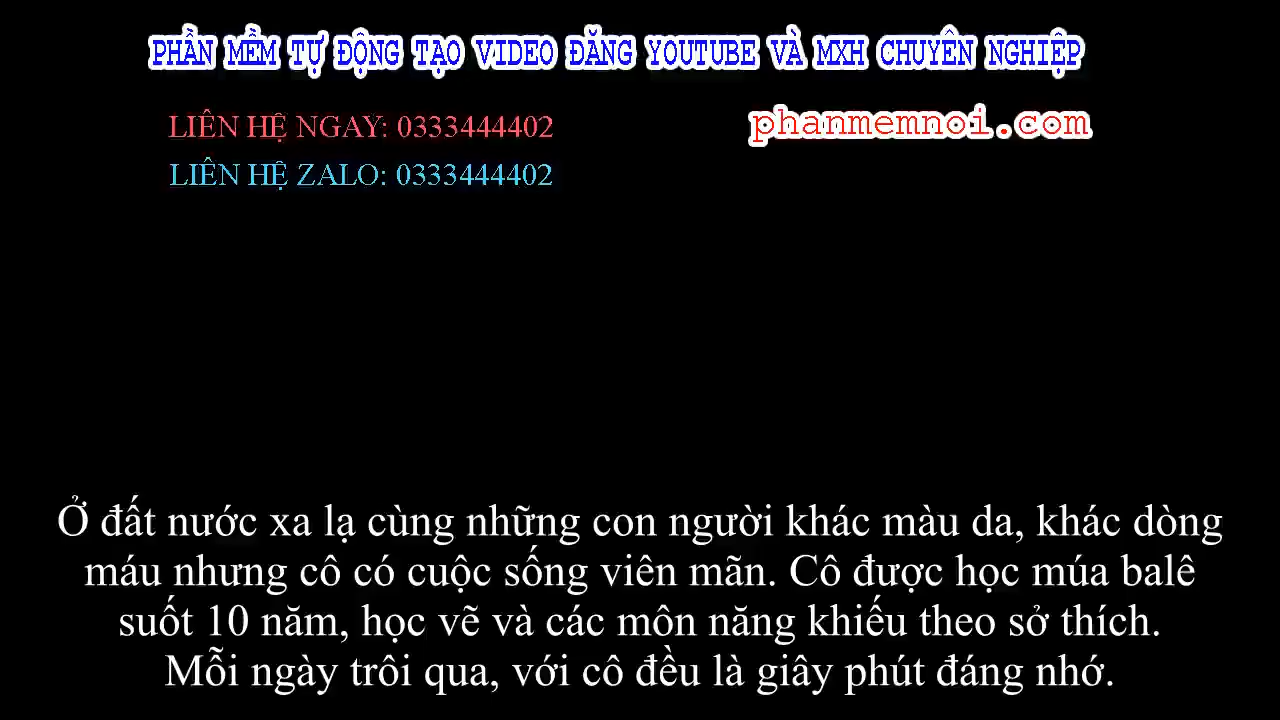 PHẦN MỀM TỰ ĐỘNG TẠO VIDEO ĐĂNG YOUTUBE VÀ MXH CHUYÊN NGHIỆP
LIÊN HỆ NGAY: 0333444402
phanmemnoi.com
LIÊN HỆ ZALO: 0333444402
Ở đất nước xa lạ cùng những con người khác màu da, khác dòng
máu nhưng cô có cuộc sống viên mãn. Cô được học múa balê
suốt 10 năm, học vẽ và các môn năng khiếu theo sở thích.
Mỗi ngày trôi qua, với cô đều là giây phút đáng nhớ.